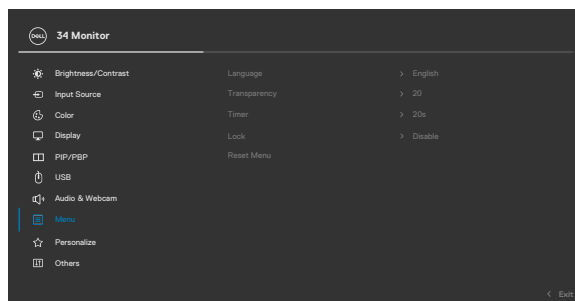 DELL 34 Monitor
Brightness/Contrast Language > English
Input Source Transparency > 20
Color Timer > 20s
Display Lock > Disable
PIP/PBP Reset Menu
USB
Audio & Webcam
Menu
Personalize
Others
< Exit